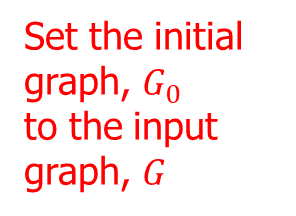 Set the initial
graph, G₀
to the input
graph, G